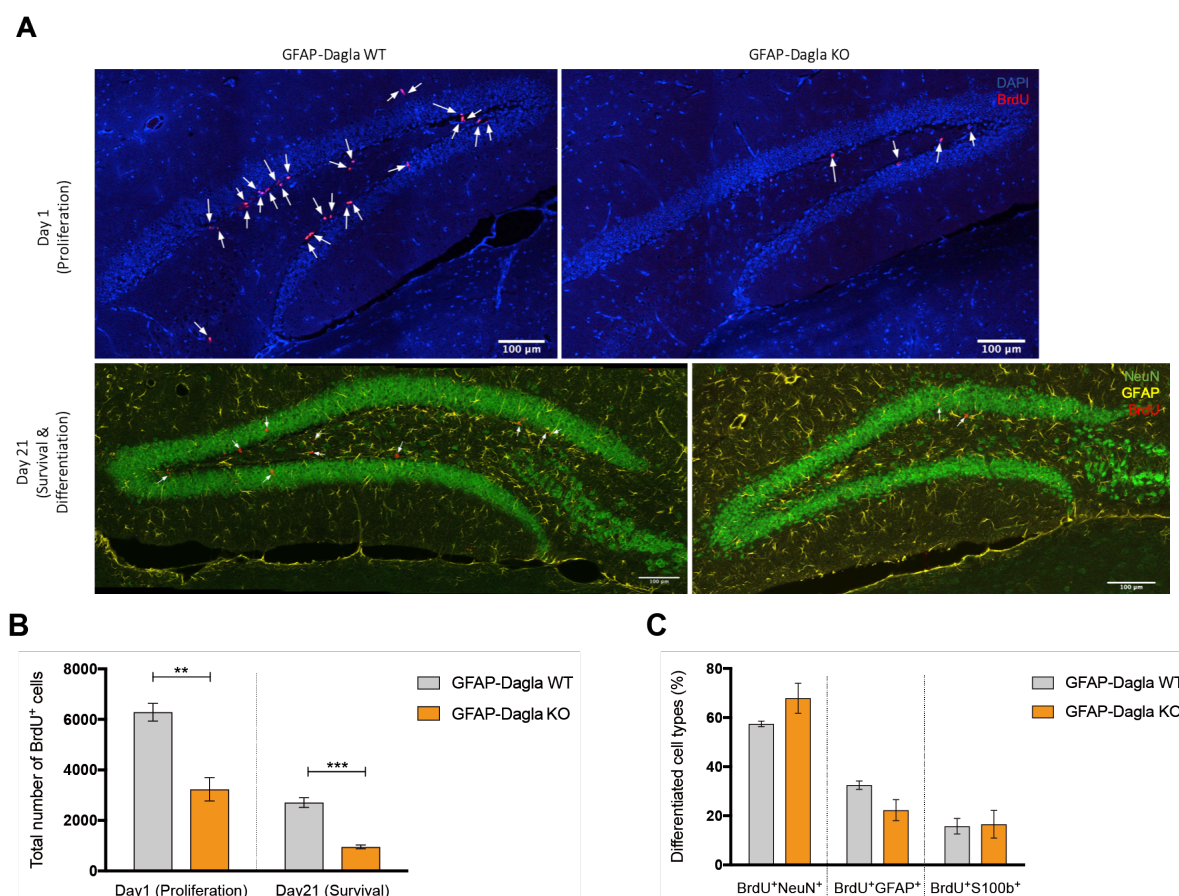 A
GFAP-Dagla WT
GFAP-Dagla KO
DAPI
BrdU
Day 1
(Proliferation)
100 µm
100 µm
NeuN
GFAP
BrdU
Day 21
(Survival &
Differentiation)
100 µm
100 µm
B
8000
6000
4000
2000
0
Total number of BrdU⁺ cells
**
***
GFAP-Dagla WT
GFAP-Dagla KO
Day1 (Proliferation)
Day21 (Survival)
C
80
60
40
20
0
Differentiated cell types (%)
GFAP-Dagla WT
GFAP-Dagla KO
BrdU⁺NeuN⁺
BrdU⁺GFAP⁺
BrdU⁺S100b⁺